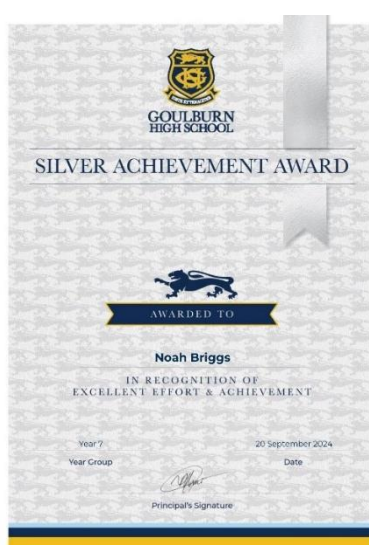 GOULBURN
HIGH SCHOOL
SILVER ACHIEVEMENT AWARD
AWARDED TO
Noah Briggs
IN RECOGNITION OF
EXCELLENT EFFORT & ACHIEVEMENT
Year 7 20 September 2024
Year Group Date
Principal's Signature